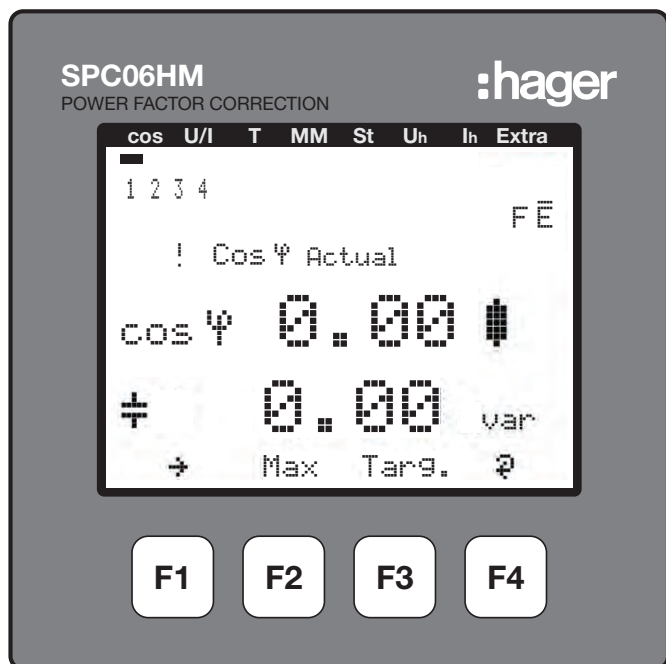 SPC06HM
:hager
POWER FACTOR CORRECTION
cos U/I T MM St Uh Ih Extra
1 2 3 4
F Ē
! Cos φ Actual
cos φ 0.00
0.00 var
→ Max Targ.
F1 F2 F3 F4